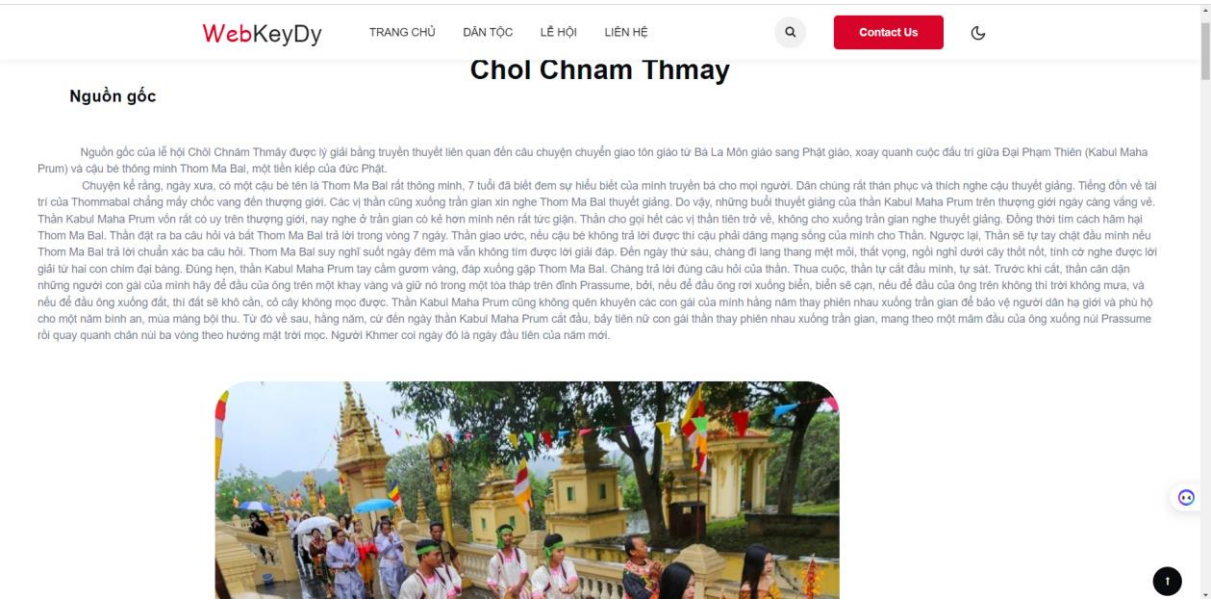 WebKeyDy
TRANG CHỦ
DÂN TỘC
LỄ HỘI
LIÊN HỆ
Contact Us
Chol Chnam Thmay
Nguồn gốc
Nguồn gốc của lễ hội Chôl Chnăm Thmây được lý giải bằng truyền thuyết liên quan đến câu chuyện chuyển giao tôn giáo từ Bà La Môn giáo sang Phật giáo, xoay quanh cuộc đấu trí giữa Đại Phạm Thiên (Kabul Maha
Prum) và cậu bé thông minh Thom Ma Bal, một tiền kiếp của đức Phật.
Chuyện kể rằng, ngày xưa, có một cậu bé tên là Thom Ma Bal rất thông minh, 7 tuổi đã biết đem sự hiểu biết của mình truyền bá cho mọi người. Dân chúng rất thán phục và thích nghe cậu thuyết giảng. Tiếng đồn về tài
trí của Thommabal chẳng mấy chốc vang đến thượng giới. Các vị thần cũng xuống trần gian xin nghe Thom Ma Bal thuyết giảng. Do vậy, những buổi thuyết giảng của thần Kabul Maha Prum trên thượng giới ngày càng vắng vẻ.
Thần Kabul Maha Prum vốn rất có uy trên thượng giới, nay nghe ở trần gian có kẻ hơn mình nên rất tức giận. Thần cho gọi hết các vị thần tiên trở về, không cho xuống trần gian nghe thuyết giảng. Đồng thời tìm cách hãm hại
Thom Ma Bal. Thần đặt ra ba câu hỏi và bắt Thom Ma Bal trả lời trong vòng 7 ngày. Thần giao ước, nếu cậu bé không trả lời được thì cậu phải dâng mạng sống của mình cho Thần. Ngược lại, Thần sẽ tự tay chặt đầu mình nếu
Thom Ma Bal trả lời chuẩn xác ba câu hỏi. Thom Ma Bal suy nghĩ suốt ngày đêm mà vẫn không tìm được lời giải đáp. Đến ngày thứ sáu, chàng đi lang thang mệt mỏi, thất vọng, ngồi nghỉ dưới cây thốt nốt, tình cờ nghe được lời
giải từ hai con chim đại bàng. Đúng hẹn, thần Kabul Maha Prum tay cầm gươm vàng, đáp xuống gặp Thom Ma Bal. Chàng trả lời đúng câu hỏi của thần. Thua cuộc, thần tự cắt đầu mình, tự sát. Trước khi cắt, thần căn dặn
những người con gái của mình hãy để đầu của ông trên một khay vàng và giữ nó trong một tòa tháp trên đỉnh Prassume, bởi, nếu để đầu ông rơi xuống biển, biển sẽ cạn, nếu để đầu của ông trên không thì trời không mưa, và
nếu để đầu ông xuống đất, thì đất sẽ khô cằn, cỏ cây không mọc được. Thần Kabul Maha Prum cũng không quên khuyên các con gái của mình hằng năm thay phiên nhau xuống trần gian để bảo vệ người dân hạ giới và phù hộ
cho một năm bình an, mùa màng bội thu. Từ đó về sau, hằng năm, cứ đến ngày thần Kabul Maha Prum cắt đầu, bảy tiên nữ con gái thần thay phiên nhau xuống trần gian, mang theo một mâm đầu của ông xuống núi Prassume
rồi quay quanh chân núi ba vòng theo hướng mặt trời mọc. Người Khmer coi ngày đó là ngày đầu tiên của năm mới.